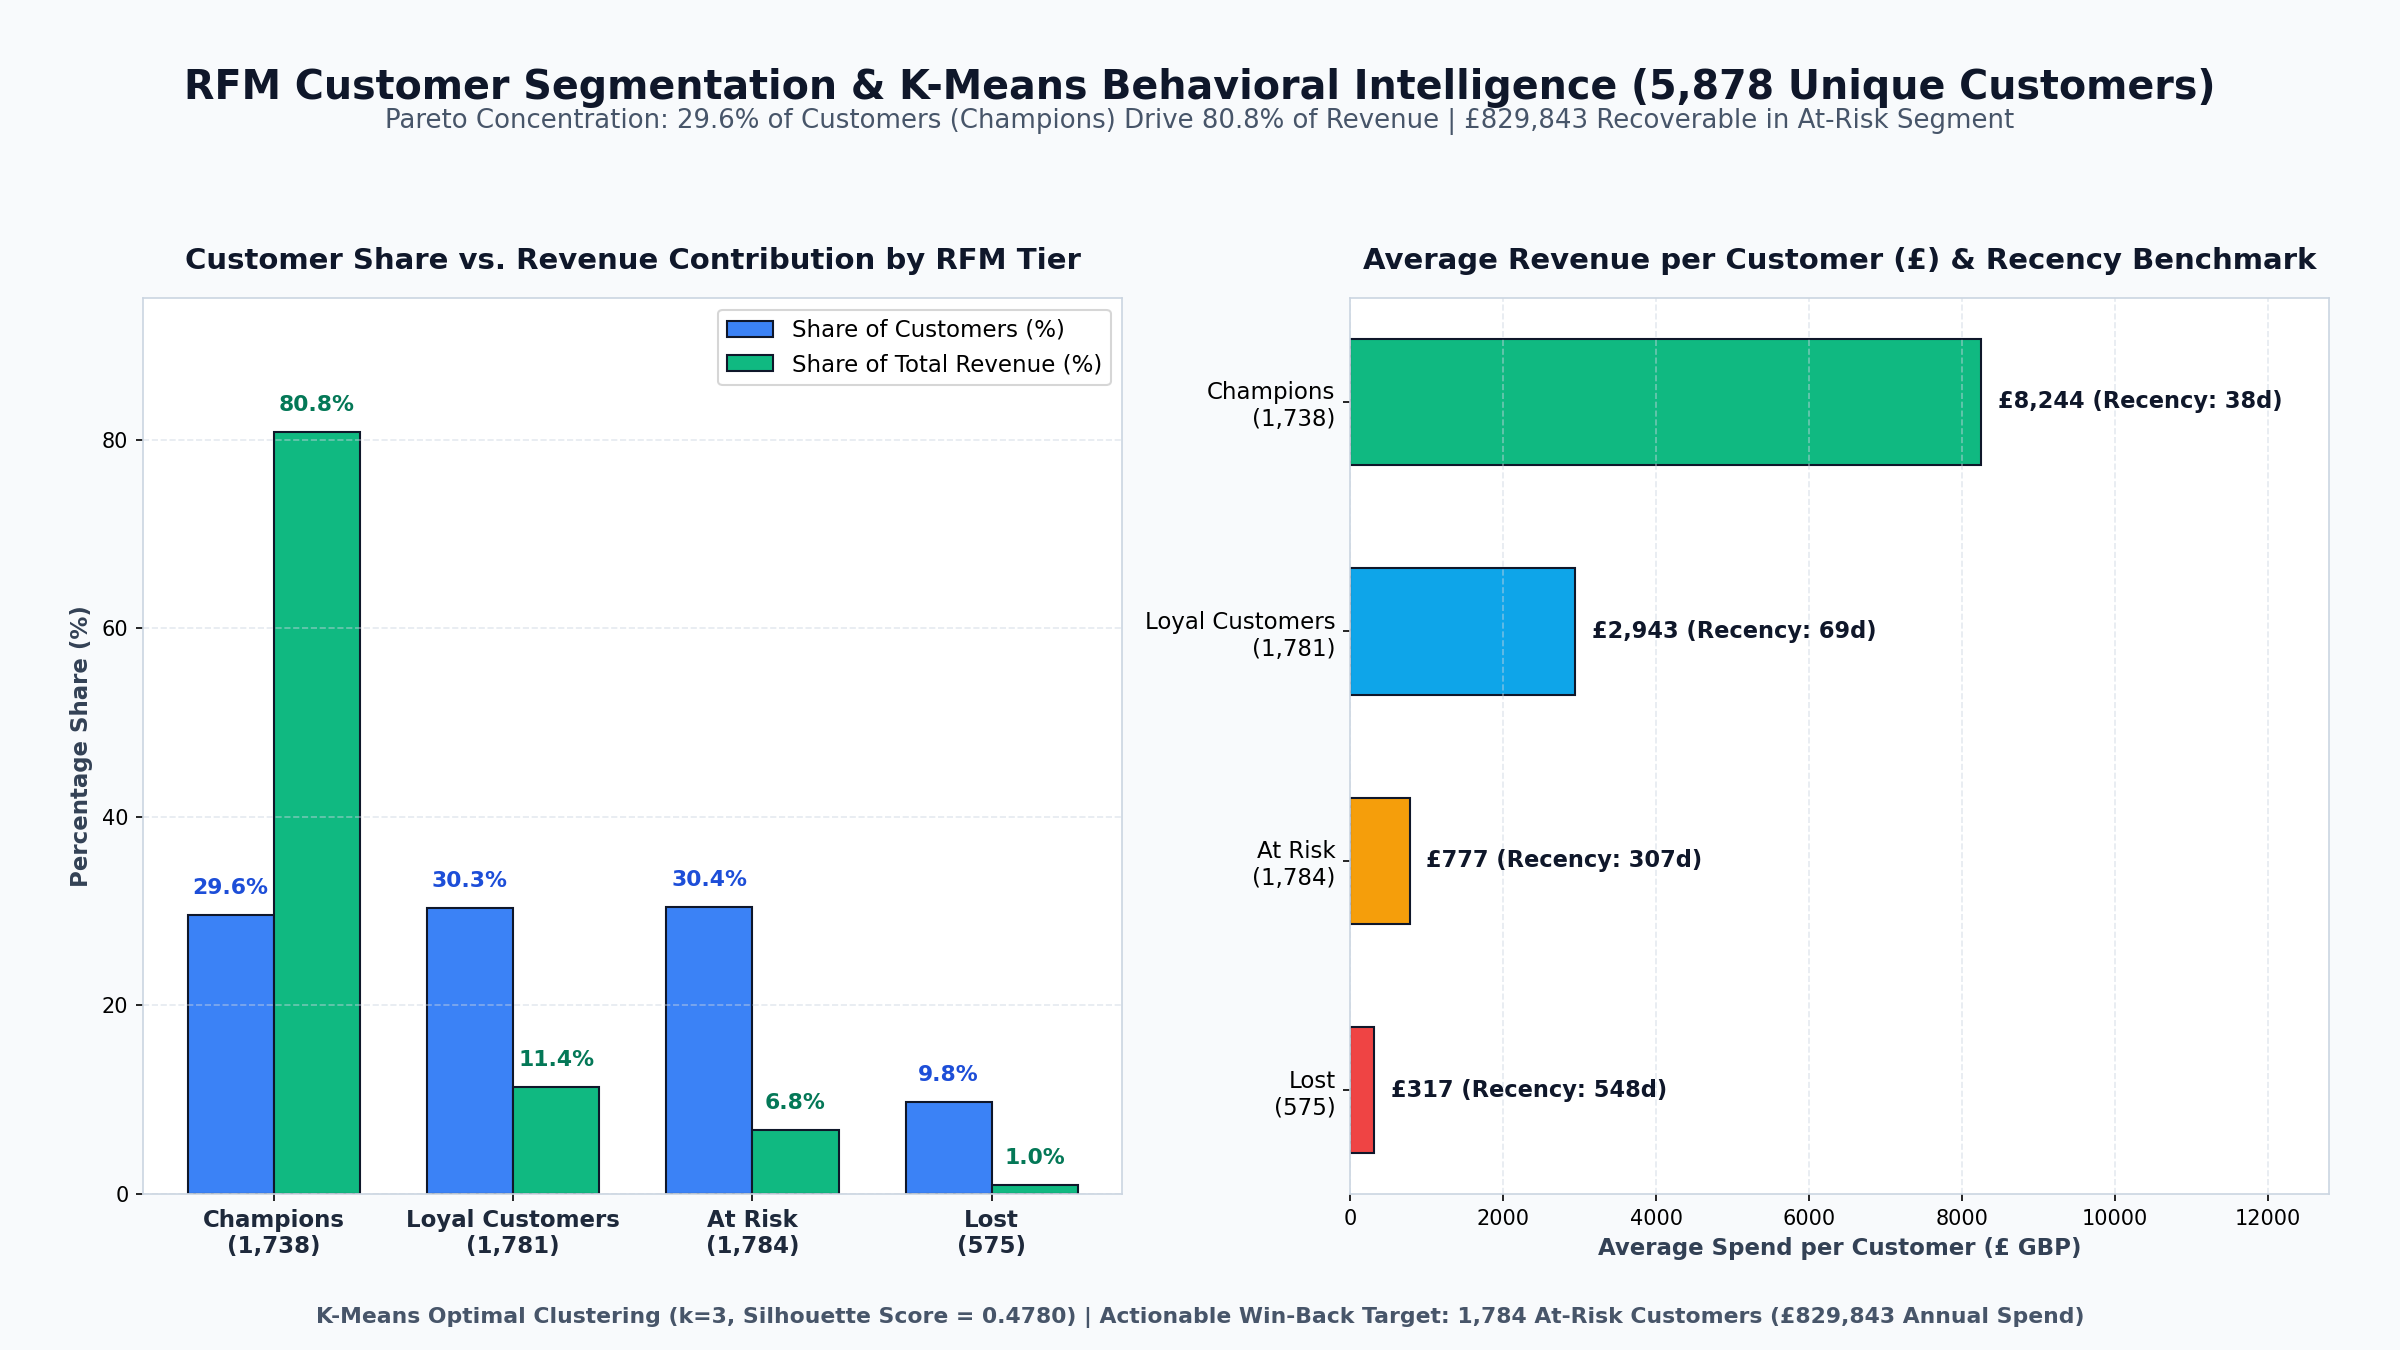 RFM Customer Segmentation & K-Means Behavioral Intelligence (5,878 Unique Customers)
Pareto Concentration: 29.6% of Customers (Champions) Drive 80.8% of Revenue | £829,843 Recoverable in At-Risk Segment
Customer Share vs. Revenue Contribution by RFM Tier
Share of Customers (%)
Share of Total Revenue (%)
Percentage Share (%)
80
60
40
20
0
29.6%
80.8%
30.3%
11.4%
30.4%
6.8%
9.8%
1.0%
Champions
(1,738)
Loyal Customers
(1,781)
At Risk
(1,784)
Lost
(575)
Average Revenue per Customer (£) & Recency Benchmark
Champions
(1,738)
£8,244 (Recency: 38d)
Loyal Customers
(1,781)
£2,943 (Recency: 69d)
At Risk
(1,784)
£777 (Recency: 307d)
Lost
(575)
£317 (Recency: 548d)
0
2000
4000
6000
8000
10000
12000
Average Spend per Customer (£ GBP)
K-Means Optimal Clustering (k=3, Silhouette Score = 0.4780) | Actionable Win-Back Target: 1,784 At-Risk Customers (£829,843 Annual Spend)